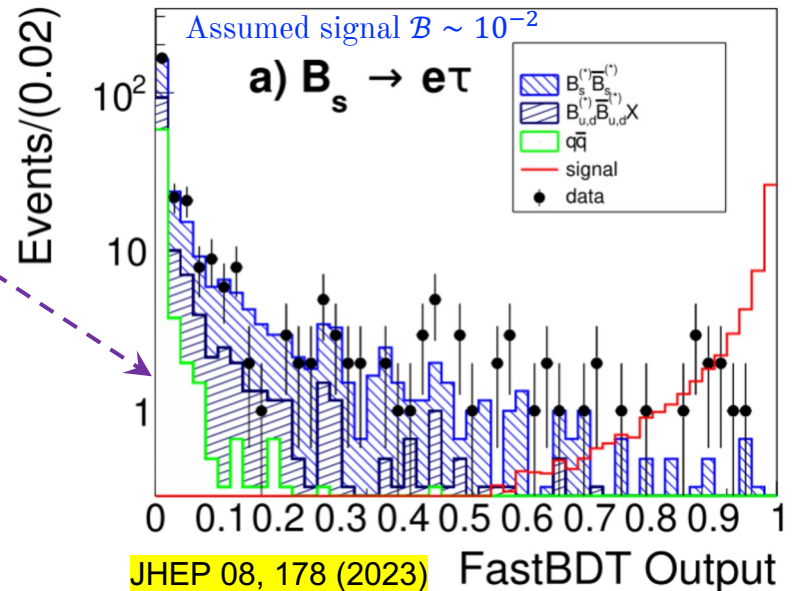 Assumed signal ℬ ~ 10⁻²
a) Bₛ → eτ
Bₛ⁽*⁾B̅ₛ⁽*⁾
B⁽*⁾u,d B̅⁽*⁾u,d X
qq̅
signal
data
Events/(0.02)
10²
10
1
0 0.1 0.2 0.3 0.4 0.5 0.6 0.7 0.8 0.9 1
JHEP 08, 178 (2023) FastBDT Output